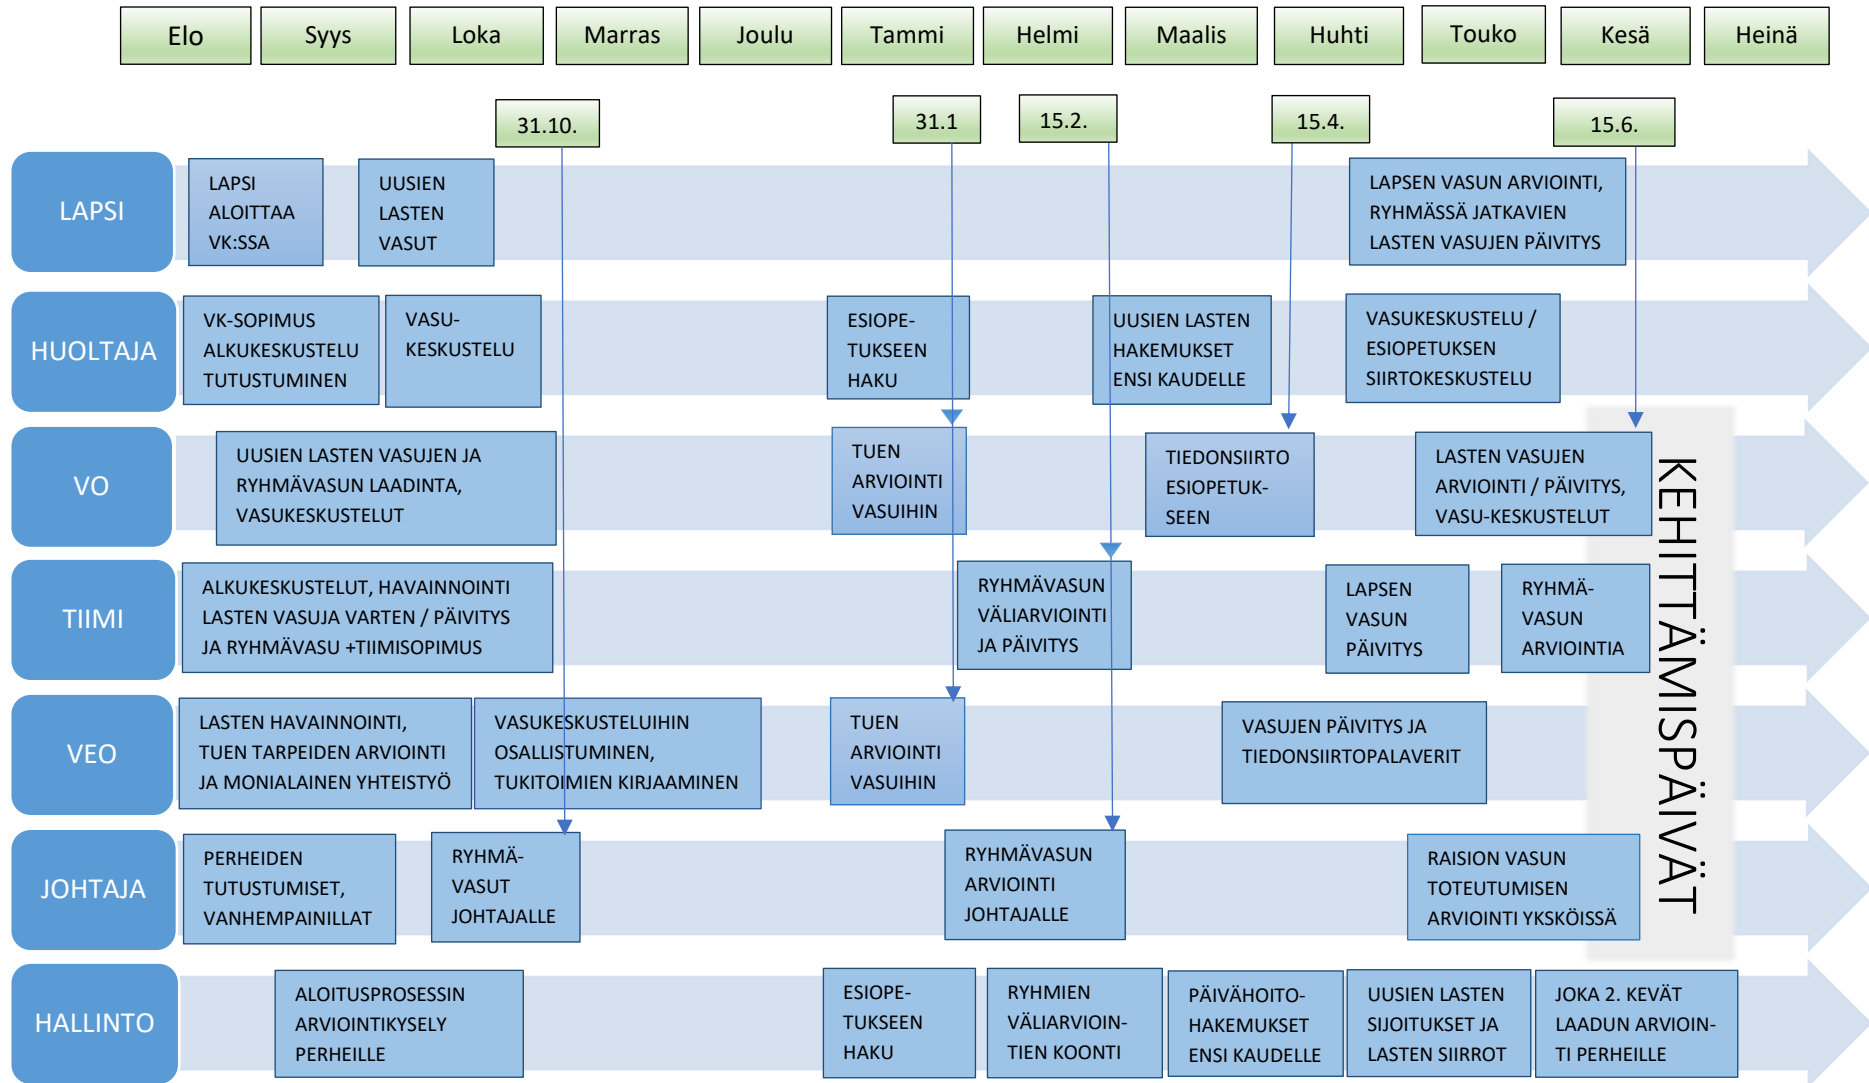 Elo
Syys
Loka
Marras
Joulu
Tammi
Helmi
Maalis
Huhti
Touko
Kesä
Heinä
31.10.
31.1
15.2.
15.4.
15.6.
LAPSI
LAPSI
ALOITTAA
VK:SSA
UUSIEN
LASTEN
VASUT
LAPSEN VASUN ARVIOINTI,
RYHMÄSSÄ JATKAVIEN
LASTEN VASUJEN PÄIVITYS
HUOLTAJA
VK-SOPIMUS
ALKUKESKUSTELU
TUTUSTUMINEN
VASU-
KESKUSTELU
ESIOPE-
TUKSEEN
HAKU
UUSIEN LASTEN
HAKEMUKSET
ENSI KAUDELLE
VASUKESKUSTELU /
ESIOPETUKSEN
SIIRTOKESKUSTELU
VO
UUSIEN LASTEN VASUJEN JA
RYHMÄVASUN LAADINTA,
VASUKESKUSTELUT
TUEN
ARVIOINTI
VASUIHIN
TIEDONSIIRTO
ESIOPETUK-
SEEN
LASTEN VASUJEN
ARVIOINTI / PÄIVITYS,
VASU-KESKUSTELUT
KEHITTÄMISPÄIVÄT
TIIMI
ALKUKESKUSTELUT, HAVAINNOINTI
LASTEN VASUJA VARTEN / PÄIVITYS
JA RYHMÄVASU +TIIMISOPIMUS
RYHMÄVASUN
VÄLIARVIOINTI
JA PÄIVITYS
LAPSEN
VASUN
PÄIVITYS
RYHMÄ-
VASUN
ARVIOINTIA
VEO
LASTEN HAVAINNOINTI,
TUEN TARPEIDEN ARVIOINTI
JA MONIALAINEN YHTEISTYÖ
VASUKESKUSTELUIHIN
OSALLISTUMINEN,
TUKITOIMIEN KIRJAAMINEN
TUEN
ARVIOINTI
VASUIHIN
VASUJEN PÄIVITYS JA
TIEDONSIIRTOPALAVERIT
JOHTAJA
PERHEIDEN
TUTUSTUMISET,
VANHEMPAINILLAT
RYHMÄ-
VASUT
JOHTAJALLE
RYHMÄVASUN
ARVIOINTI
JOHTAJALLE
RAISION VASUN
TOTEUTUMISEN
ARVIOINTI YKSKÖISSÄ
HALLINTO
ALOITUSPROSESSIN
ARVIOINTIKYSELY
PERHEILLE
ESIOPE-
TUKSEEN
HAKU
RYHMIEN
VÄLIARVIOIN-
TIEN KOONTI
PÄIVÄHOITO-
HAKEMUKSET
ENSI KAUDELLE
UUSIEN LASTEN
SIJOITUKSET JA
LASTEN SIIRROT
JOKA 2. KEVÄT
LAADUN ARVIOIN-
TI PERHEILLE